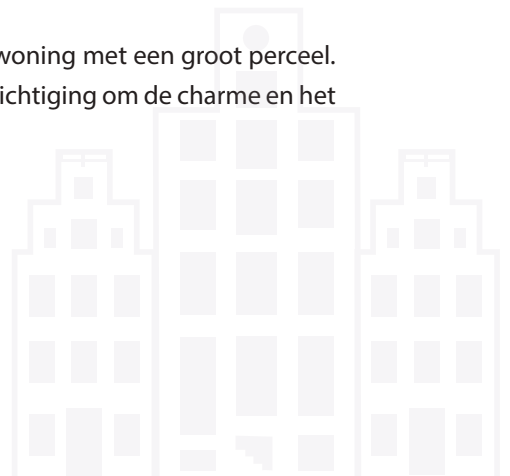 woning met een groot perceel.
ichtiging om de charme en het